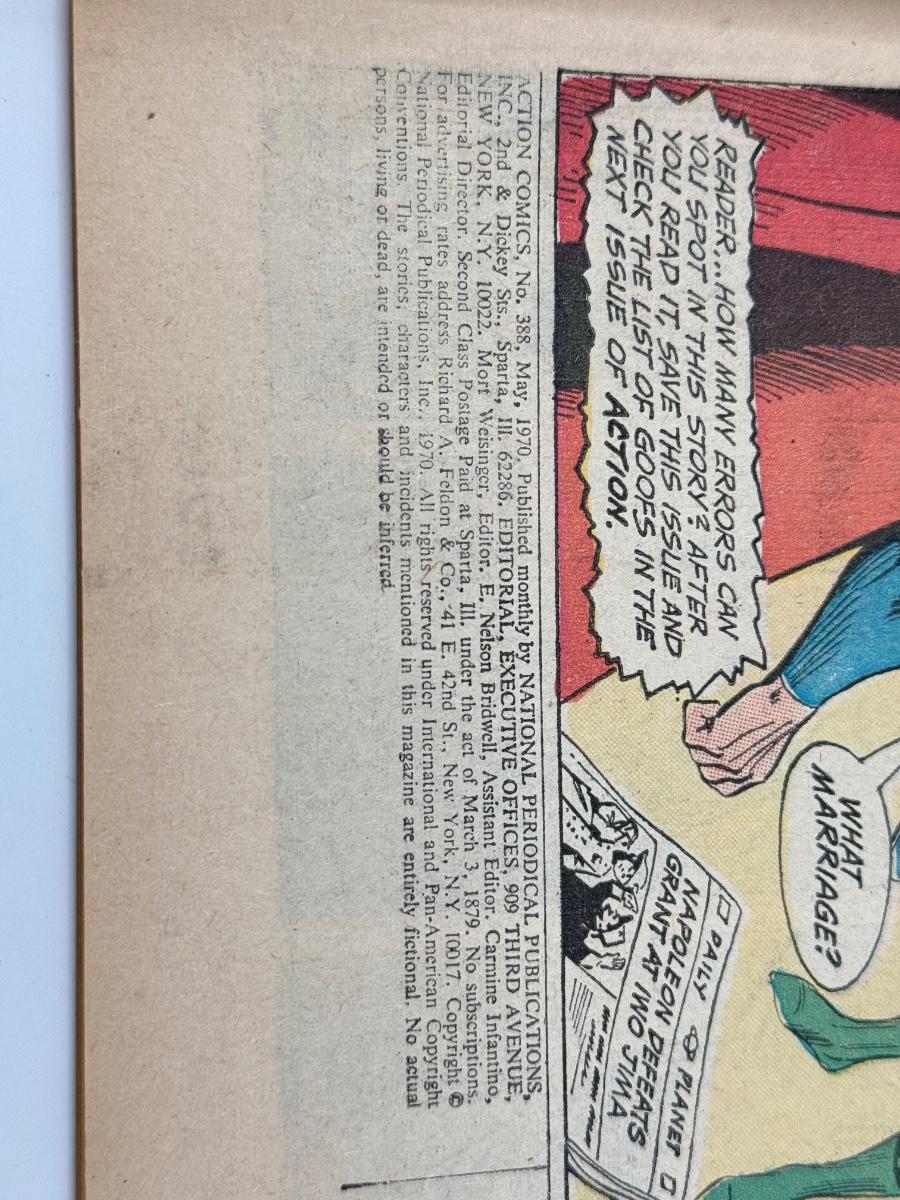 READER...HOW MANY ERRORS CAN
YOU SPOT IN THIS STORY? AFTER
YOU READ IT, SAVE THIS ISSUE AND
CHECK THE LIST OF GOOFS IN THE
NEXT ISSUE OF ACTION.
WHAT
MARRIAGE?
DAILY PLANET
NAPOLEON DEFEATS
GRANT AT IWO JIMA
ACTION COMICS, No. 388, May, 1970. Published monthly by NATIONAL PERIODICAL PUBLICATIONS,
INC., 2nd & Dickey Sts., Sparta, Ill. 62286. EDITORIAL, EXECUTIVE OFFICES, 909 THIRD AVENUE,
NEW YORK, N.Y. 10022. Mort Weisinger, Editor. E. Nelson Bridwell, Assistant Editor. Carmine Infantino,
Editorial Director. Second Class Postage Paid at Sparta, Ill. under the act of March 3, 1879. No subscriptions.
For advertising rates address Richard A. Feldon & Co., 41 E. 42nd St., New York, N.Y. 10017. Copyright ©
National Periodical Publications, Inc., 1970. All rights reserved under International and Pan-American Copyright
Conventions. The stories, characters and incidents mentioned in this magazine are entirely fictional. No actual
persons, living or dead, are intended or should be inferred.